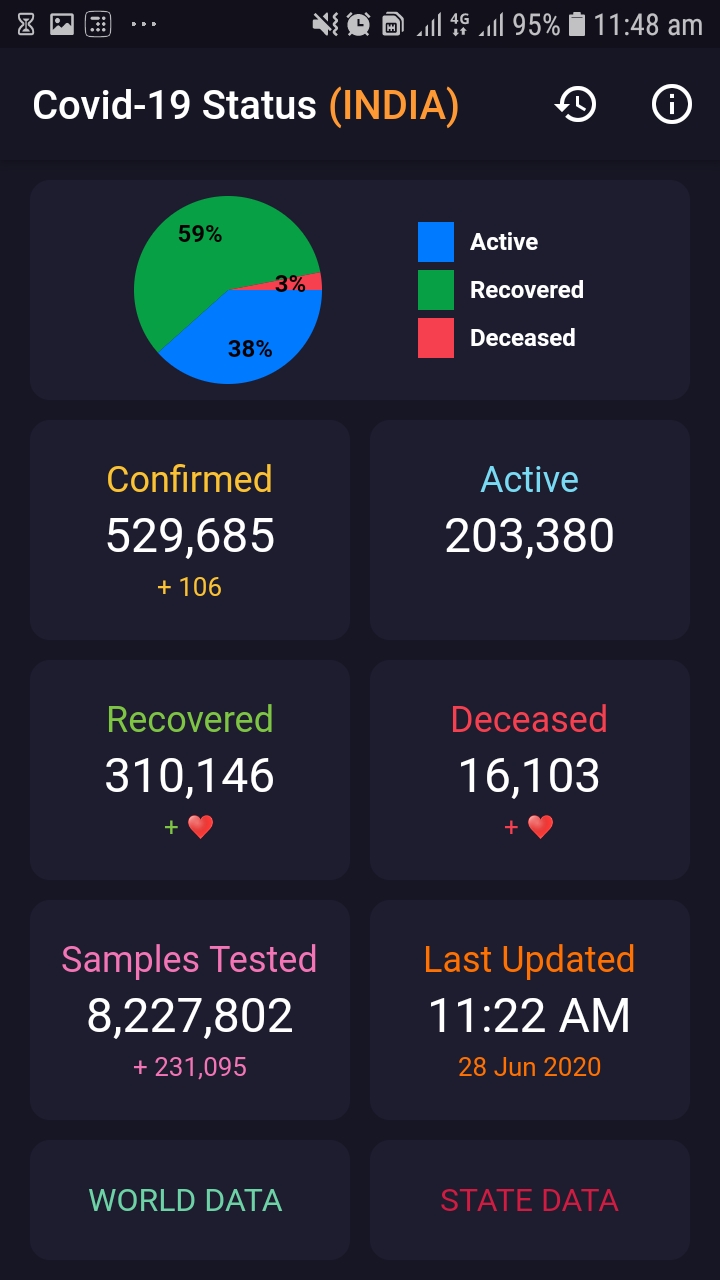 4G 95% 11:48 am
Covid-19 Status (INDIA)
59%
3%
38%
Active
Recovered
Deceased
Confirmed
529,685
+ 106
Active
203,380
Recovered
310,146
+ ❤️
Deceased
16,103
+ ❤️
Samples Tested
8,227,802
+ 231,095
Last Updated
11:22 AM
28 Jun 2020
WORLD DATA
STATE DATA